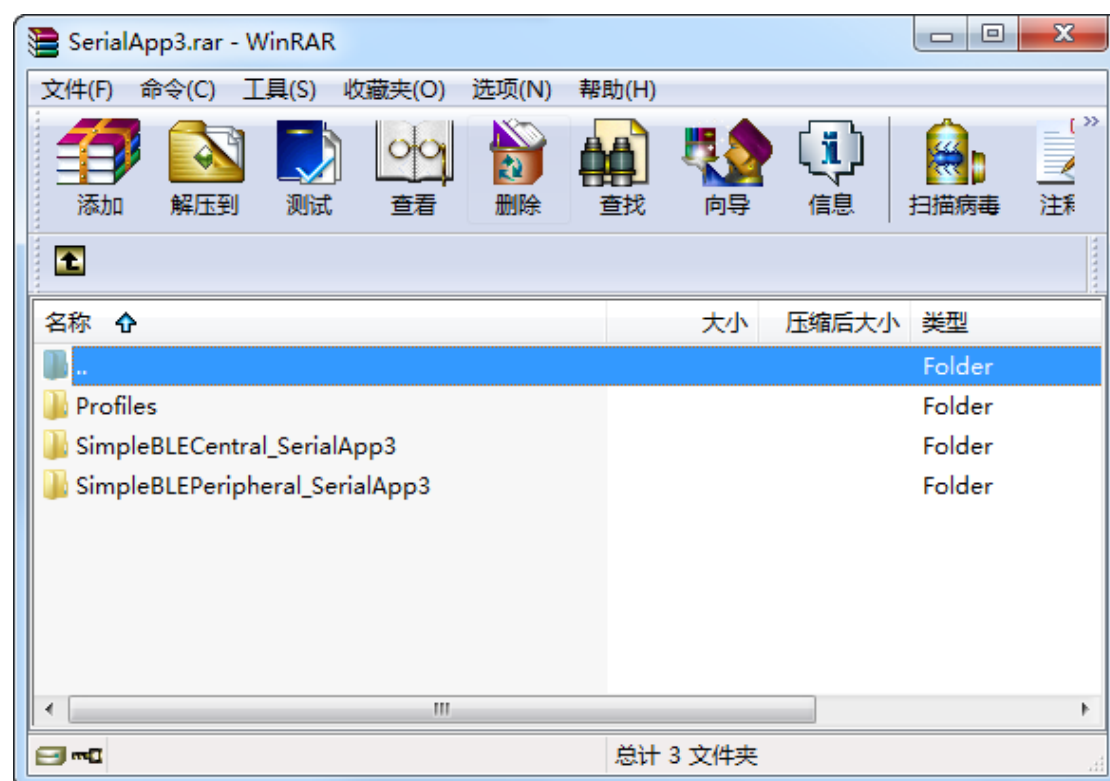 SerialApp3.rar - WinRAR
文件(F) 命令(C) 工具(S) 收藏夹(O) 选项(N) 帮助(H)
添加 解压到 测试 查看 删除 查找 向导 信息 扫描病毒 注
名称 大小 压缩后大小 类型
.. Folder
Profiles Folder
SimpleBLECentral_SerialApp3 Folder
SimpleBLEPeripheral_SerialApp3 Folder
总计 3 文件夹